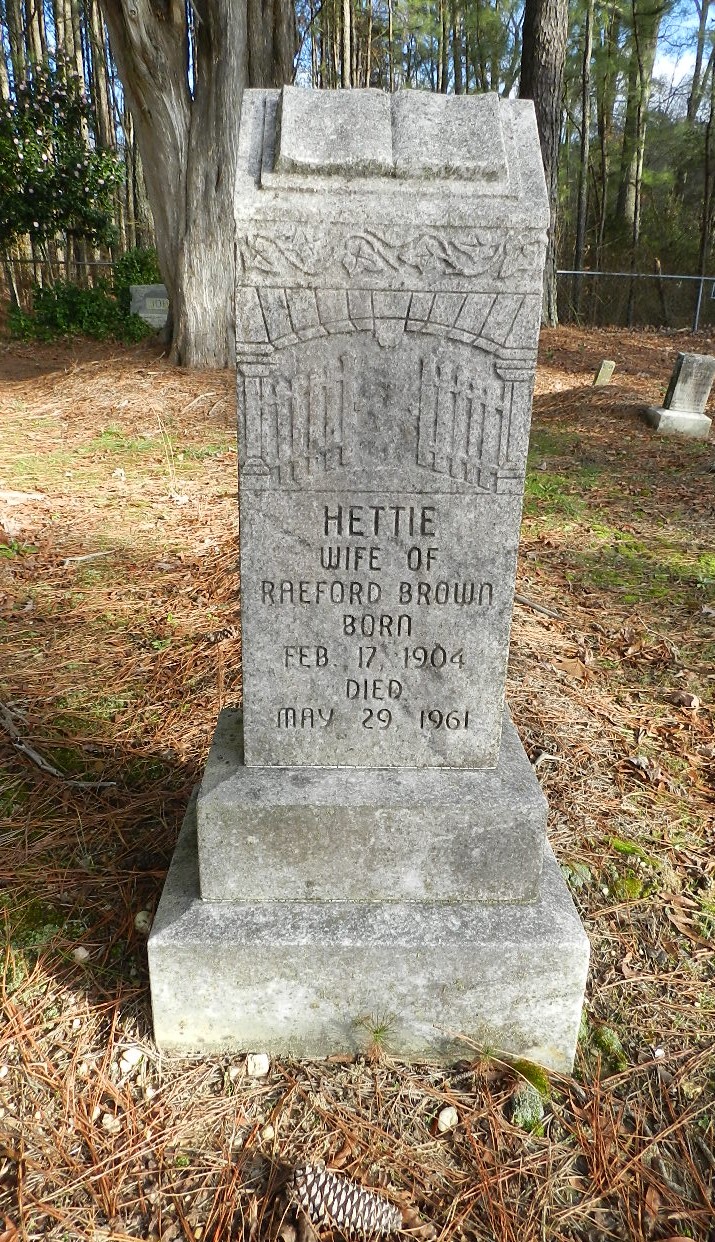 HETTIE
WIFE OF
RAEFORD BROWN
BORN
FEB. 17, 1904
DIED
MAY 29, 1961